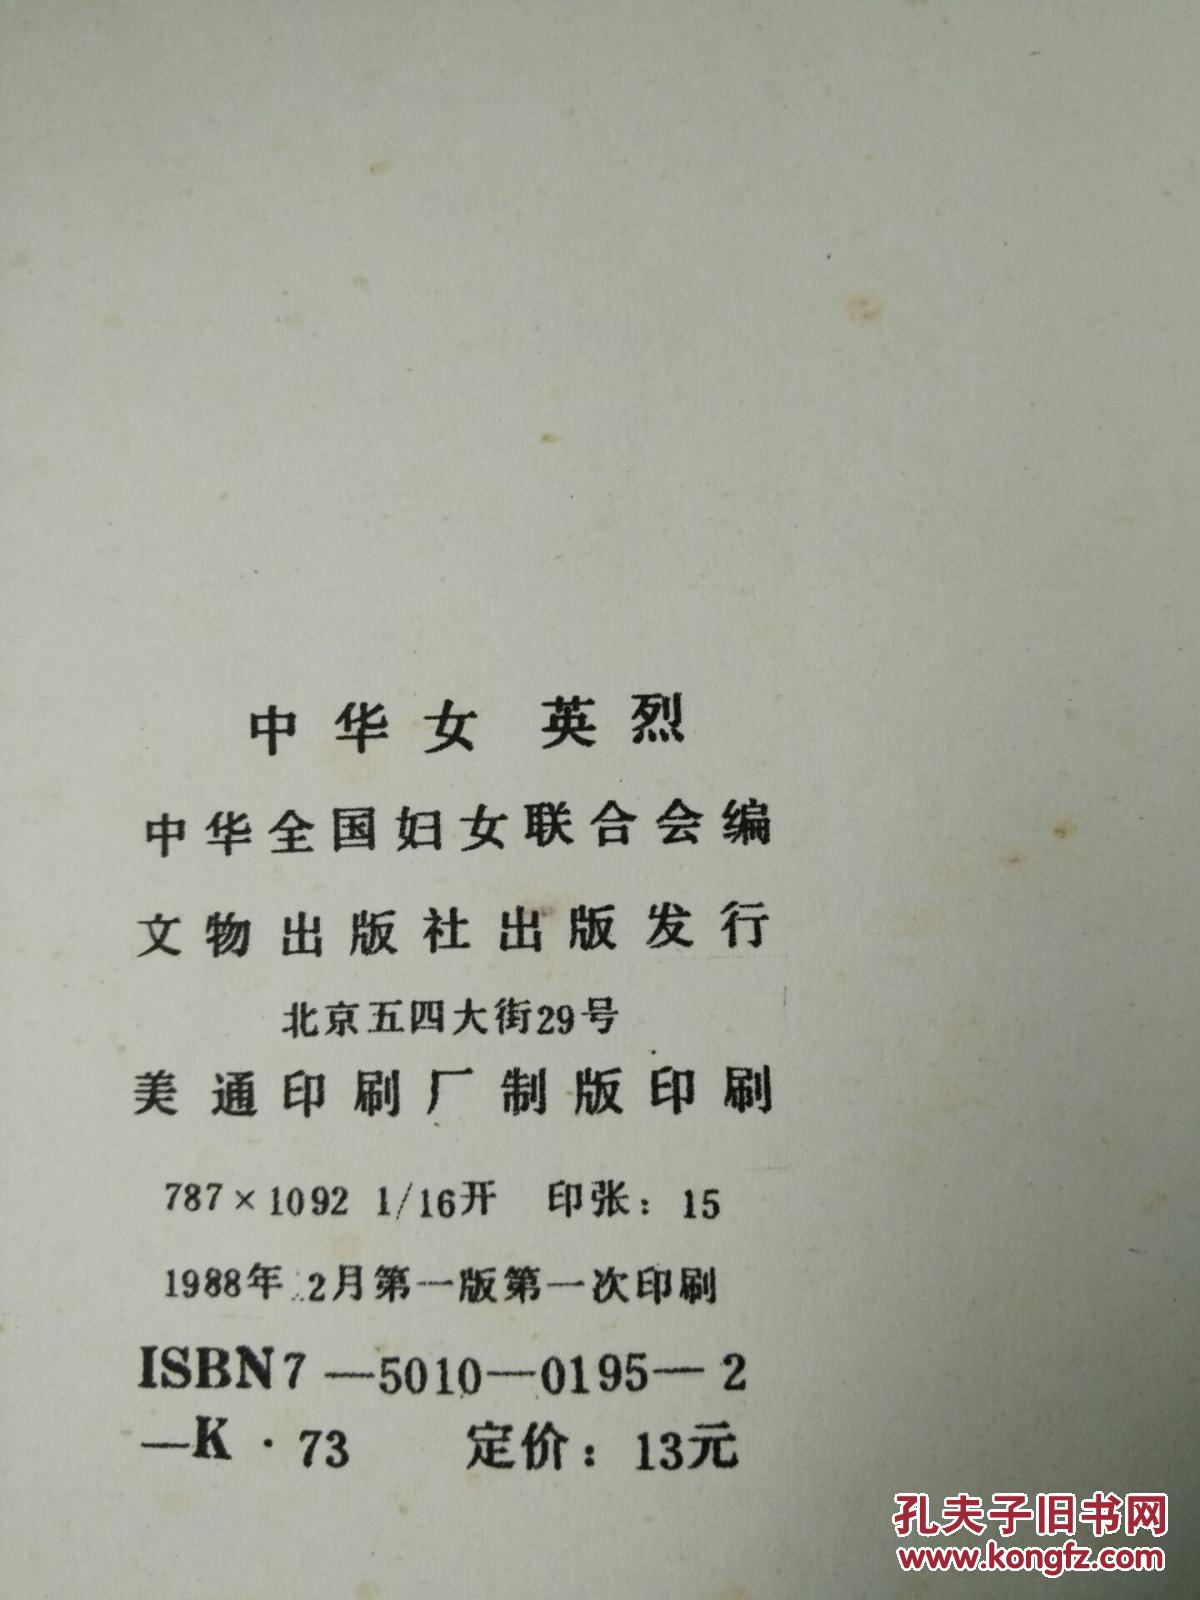 中华女 英烈
中华全国妇女联合会编
文物出版社出版发行
北京五四大街29号
美通印刷厂制版印刷
787×1092 1/16开 印张：15
1988年2月第一版第一次印刷
ISBN7—5010—0195—2
—K·73 定价：13元
孔夫子旧书网
www.kongfz.com